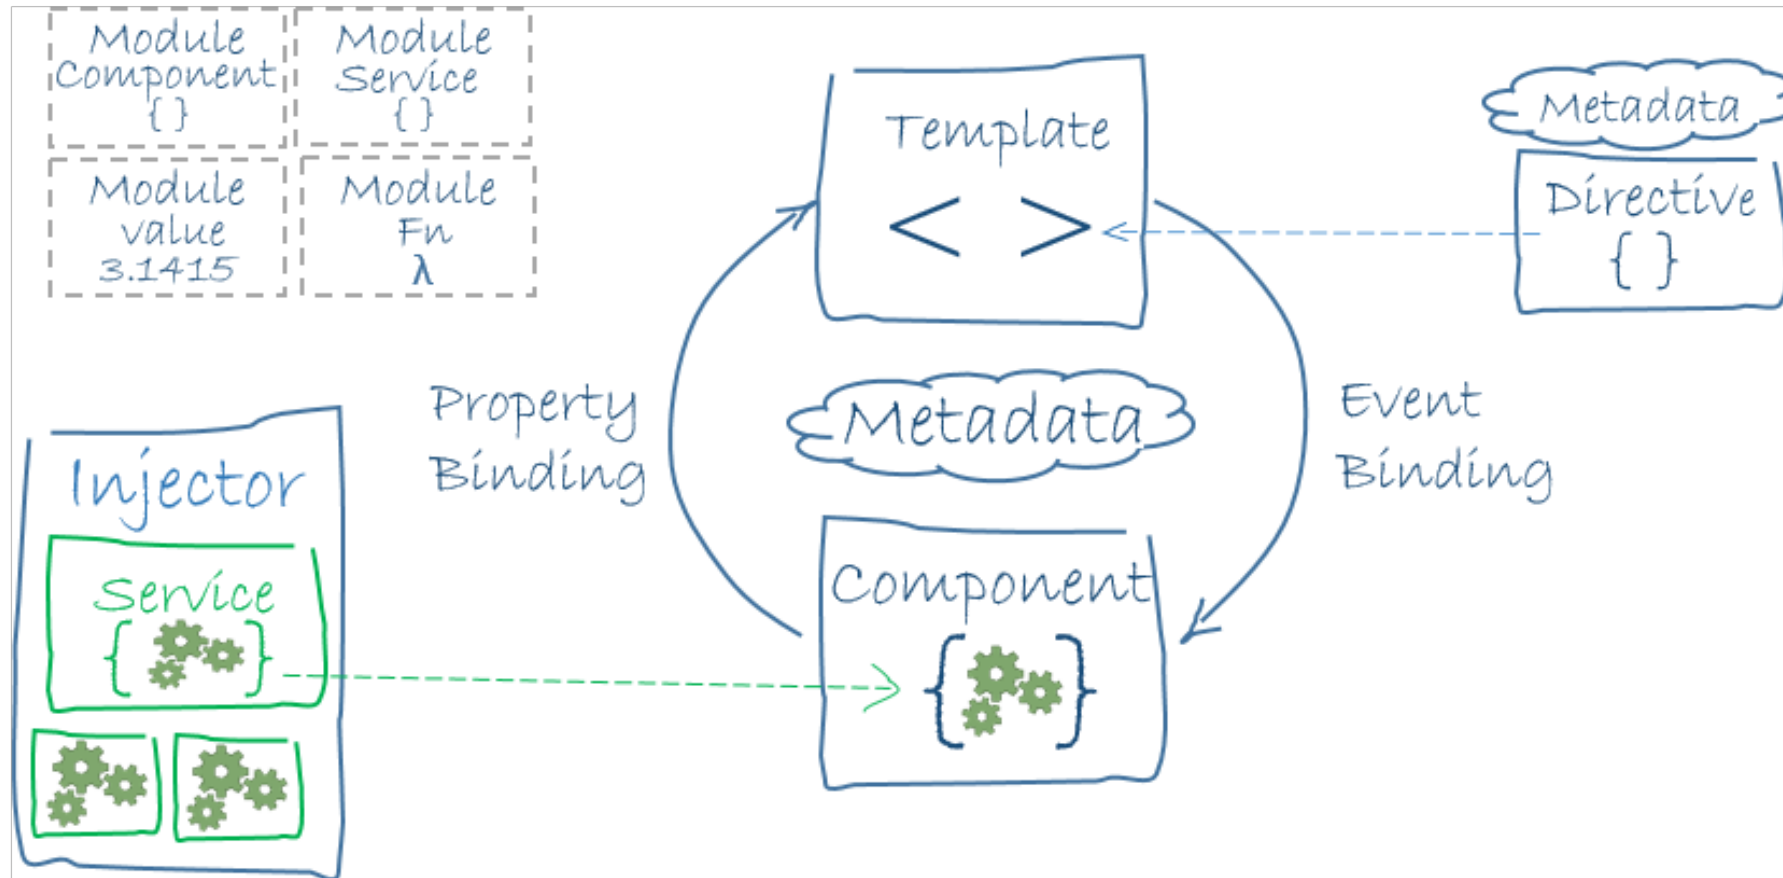 Module
Component
{ }
Module
Service
{ }
Module
value
3.1415
Module
Fn
λ
Template
< >
Metadata
Directive
{ }
Property
Binding
Metadata
Event
Binding
Injector
Service
{ }
Component
{ }